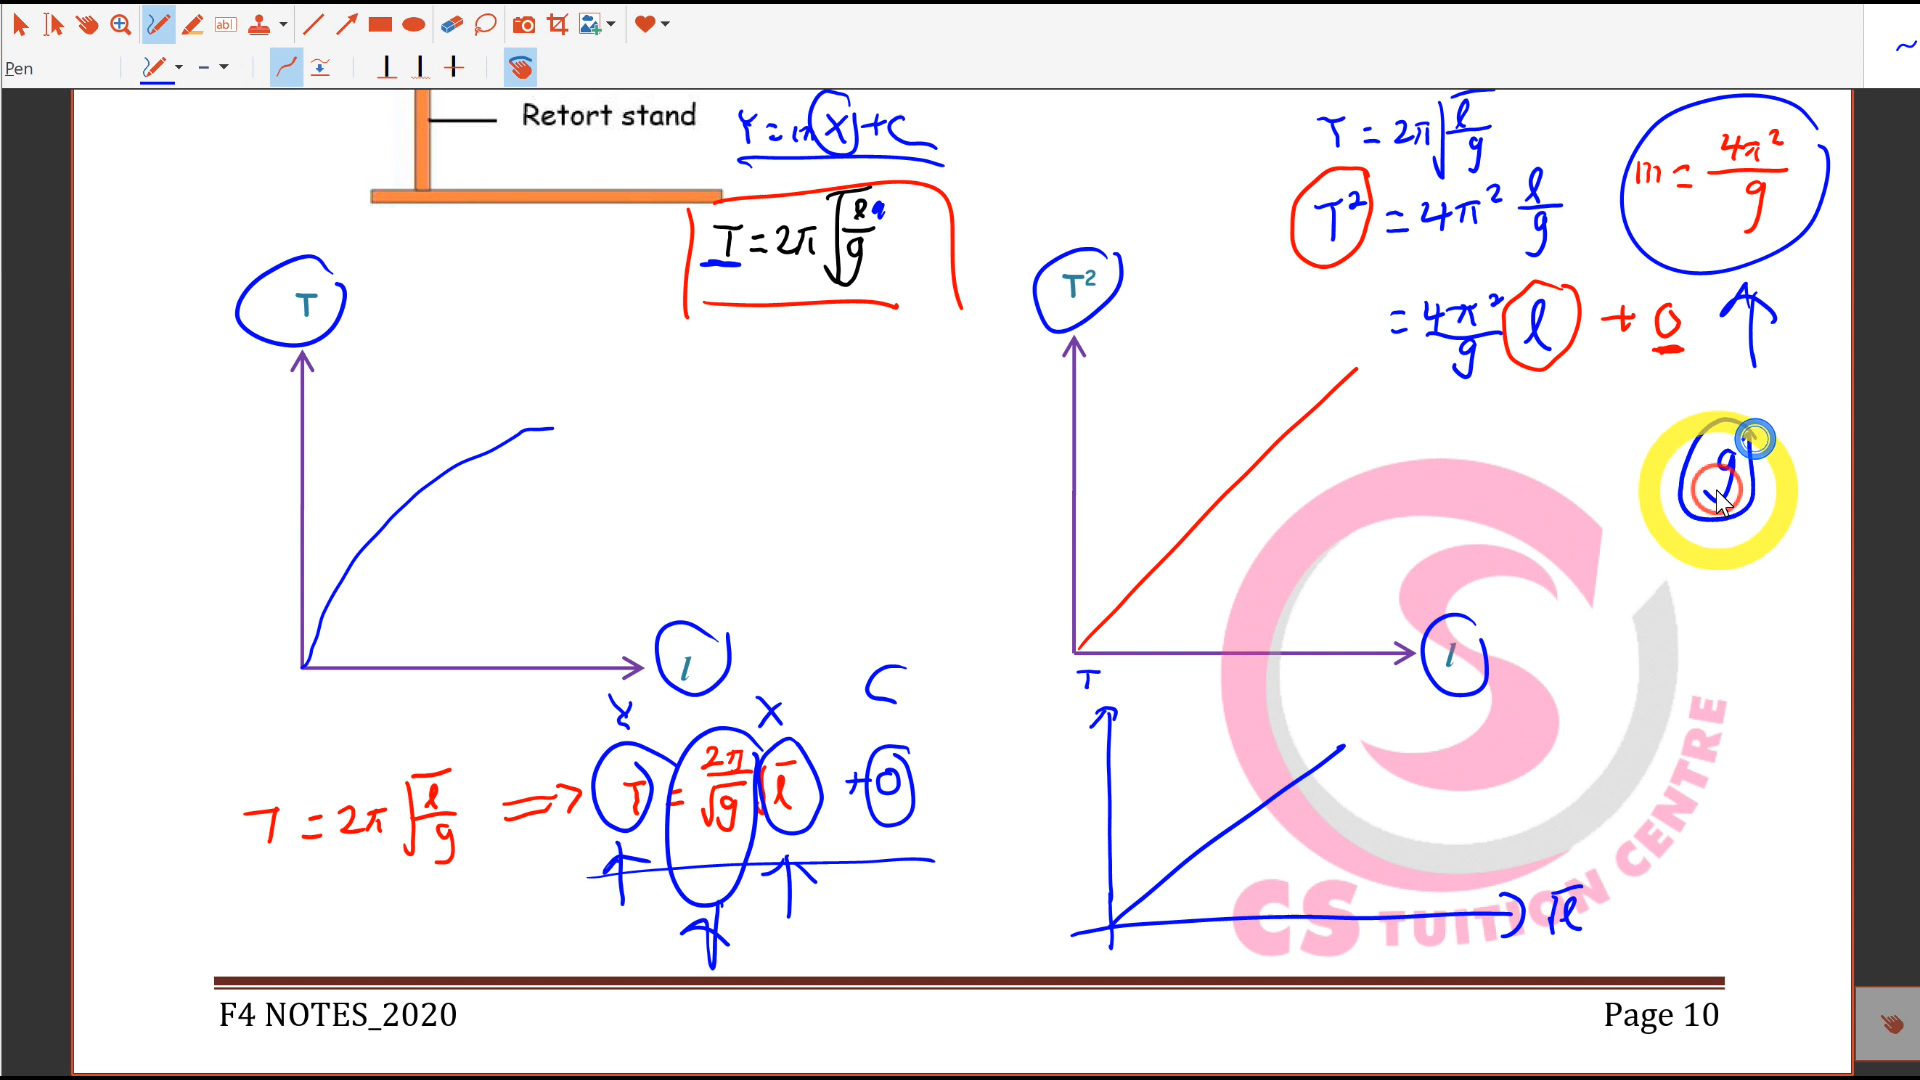 Pen
Retort stand
Y = m X + C
T = 2π √(l/g)
T
l
T = 2π √(l/g) ⇒ T = 2π/√g √l + 0
Y X C
T = 2π √(l/g)
T² = 4π² l/g
= 4π²/g l + 0
m = 4π²/g
g
T²
l
T
√l
CS TUITION CENTRE
F4 NOTES_2020
Page 10